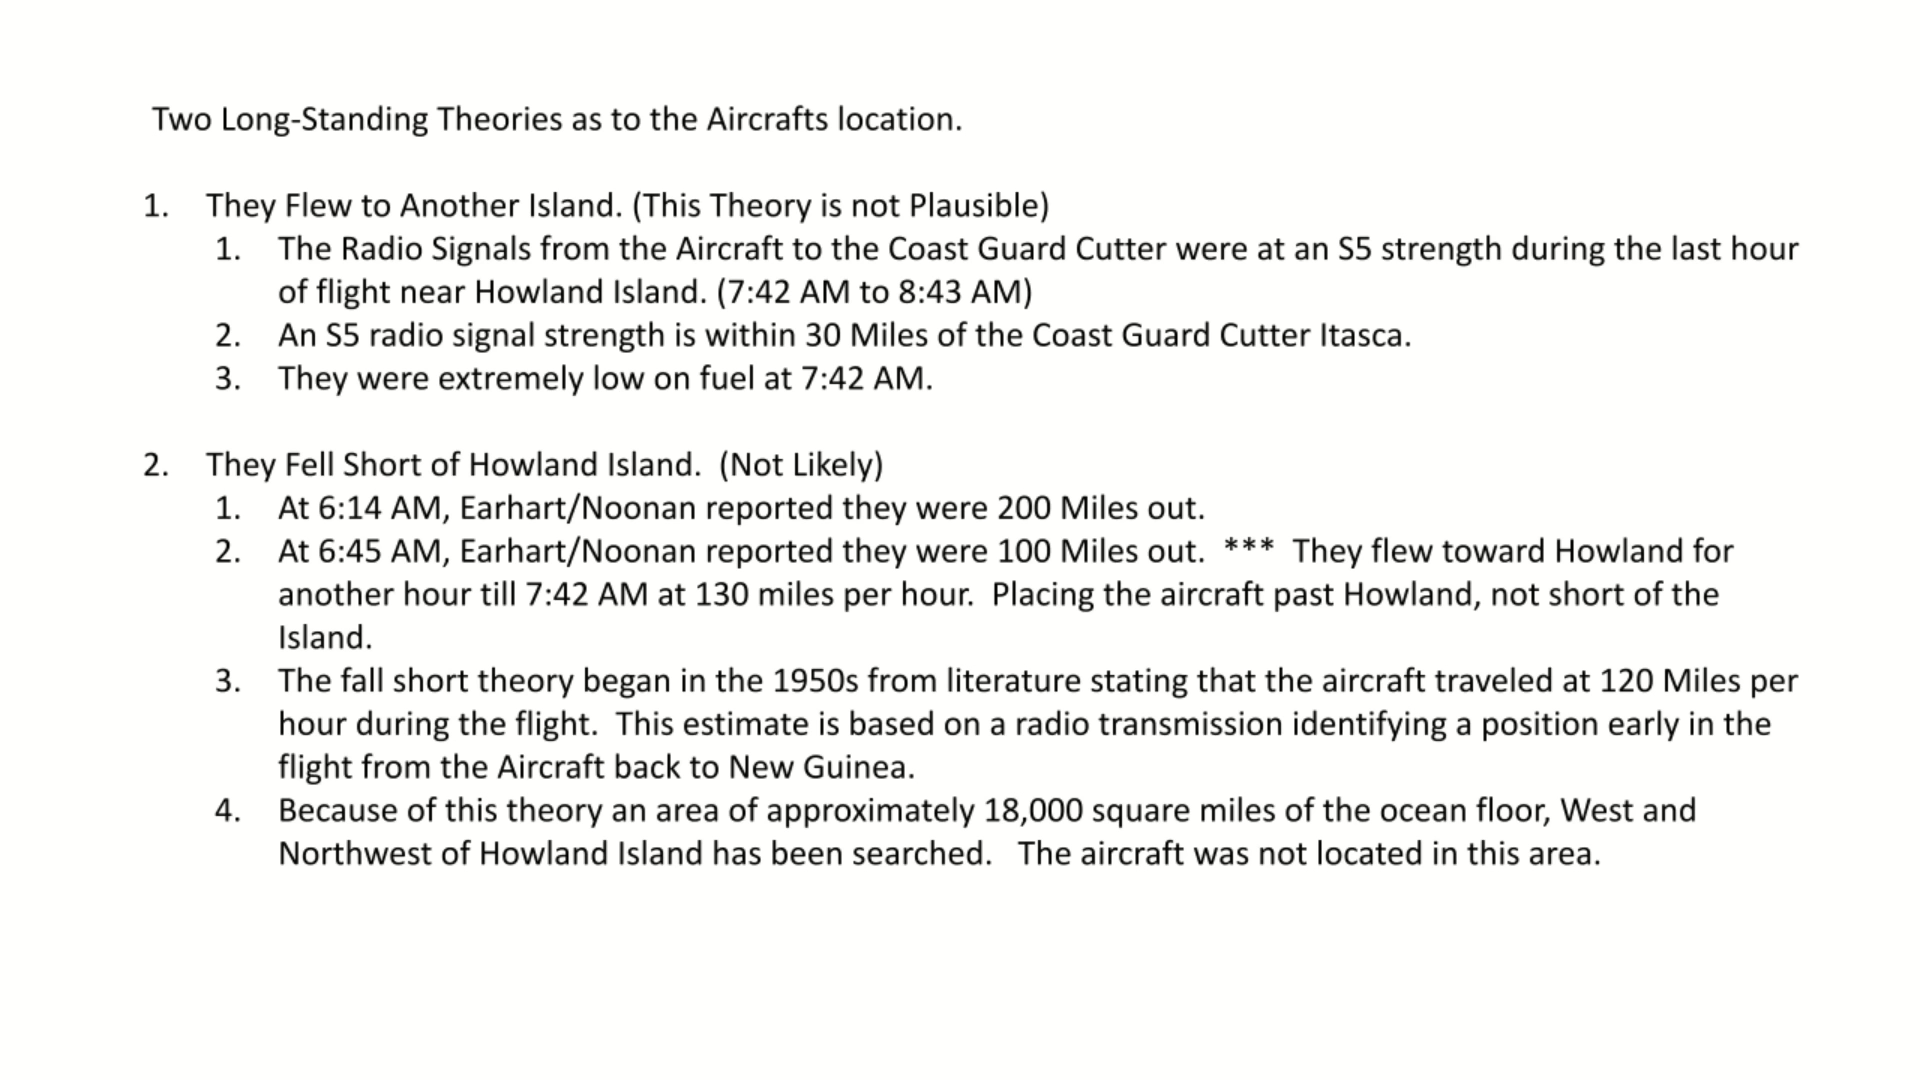 Two Long-Standing Theories as to the Aircrafts location.
1. They Flew to Another Island. (This Theory is not Plausible)
1. The Radio Signals from the Aircraft to the Coast Guard Cutter were at an S5 strength during the last hour
of flight near Howland Island. (7:42 AM to 8:43 AM)
2. An S5 radio signal strength is within 30 Miles of the Coast Guard Cutter Itasca.
3. They were extremely low on fuel at 7:42 AM.
2. They Fell Short of Howland Island.  (Not Likely)
1. At 6:14 AM, Earhart/Noonan reported they were 200 Miles out.
2. At 6:45 AM, Earhart/Noonan reported they were 100 Miles out.  ***  They flew toward Howland for
another hour till 7:42 AM at 130 miles per hour.  Placing the aircraft past Howland, not short of the
Island.
3. The fall short theory began in the 1950s from literature stating that the aircraft traveled at 120 Miles per
hour during the flight.  This estimate is based on a radio transmission identifying a position early in the
flight from the Aircraft back to New Guinea.
4. Because of this theory an area of approximately 18,000 square miles of the ocean floor, West and
Northwest of Howland Island has been searched.   The aircraft was not located in this area.